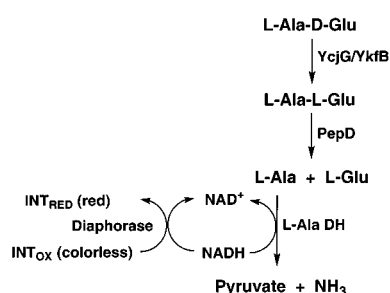 L-Ala-D-Glu
YcjG/YkfB
L-Ala-L-Glu
PepD
L-Ala + L-Glu
INT_RED (red)
NAD⁺
Diaphorase
L-Ala DH
INT_OX (colorless)
NADH
Pyruvate + NH₃